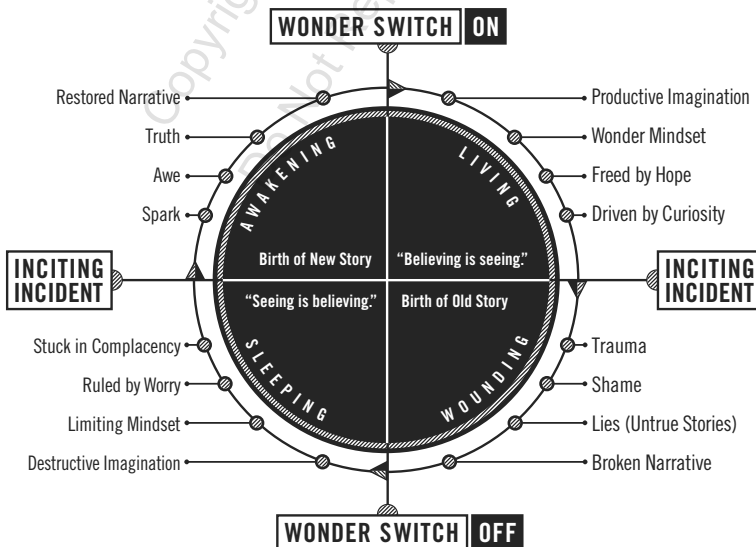 WONDER SWITCH ON
Restored Narrative
Truth
Awe
Spark
Productive Imagination
Wonder Mindset
Freed by Hope
Driven by Curiosity
AWAKENING
LIVING
Birth of New Story
“Believing is seeing.”
INCITING
INCIDENT
INCITING
INCIDENT
“Seeing is believing.”
Birth of Old Story
SLEEPING
WOUNDING
Stuck in Complacency
Ruled by Worry
Limiting Mindset
Destructive Imagination
Trauma
Shame
Lies (Untrue Stories)
Broken Narrative
WONDER SWITCH OFF